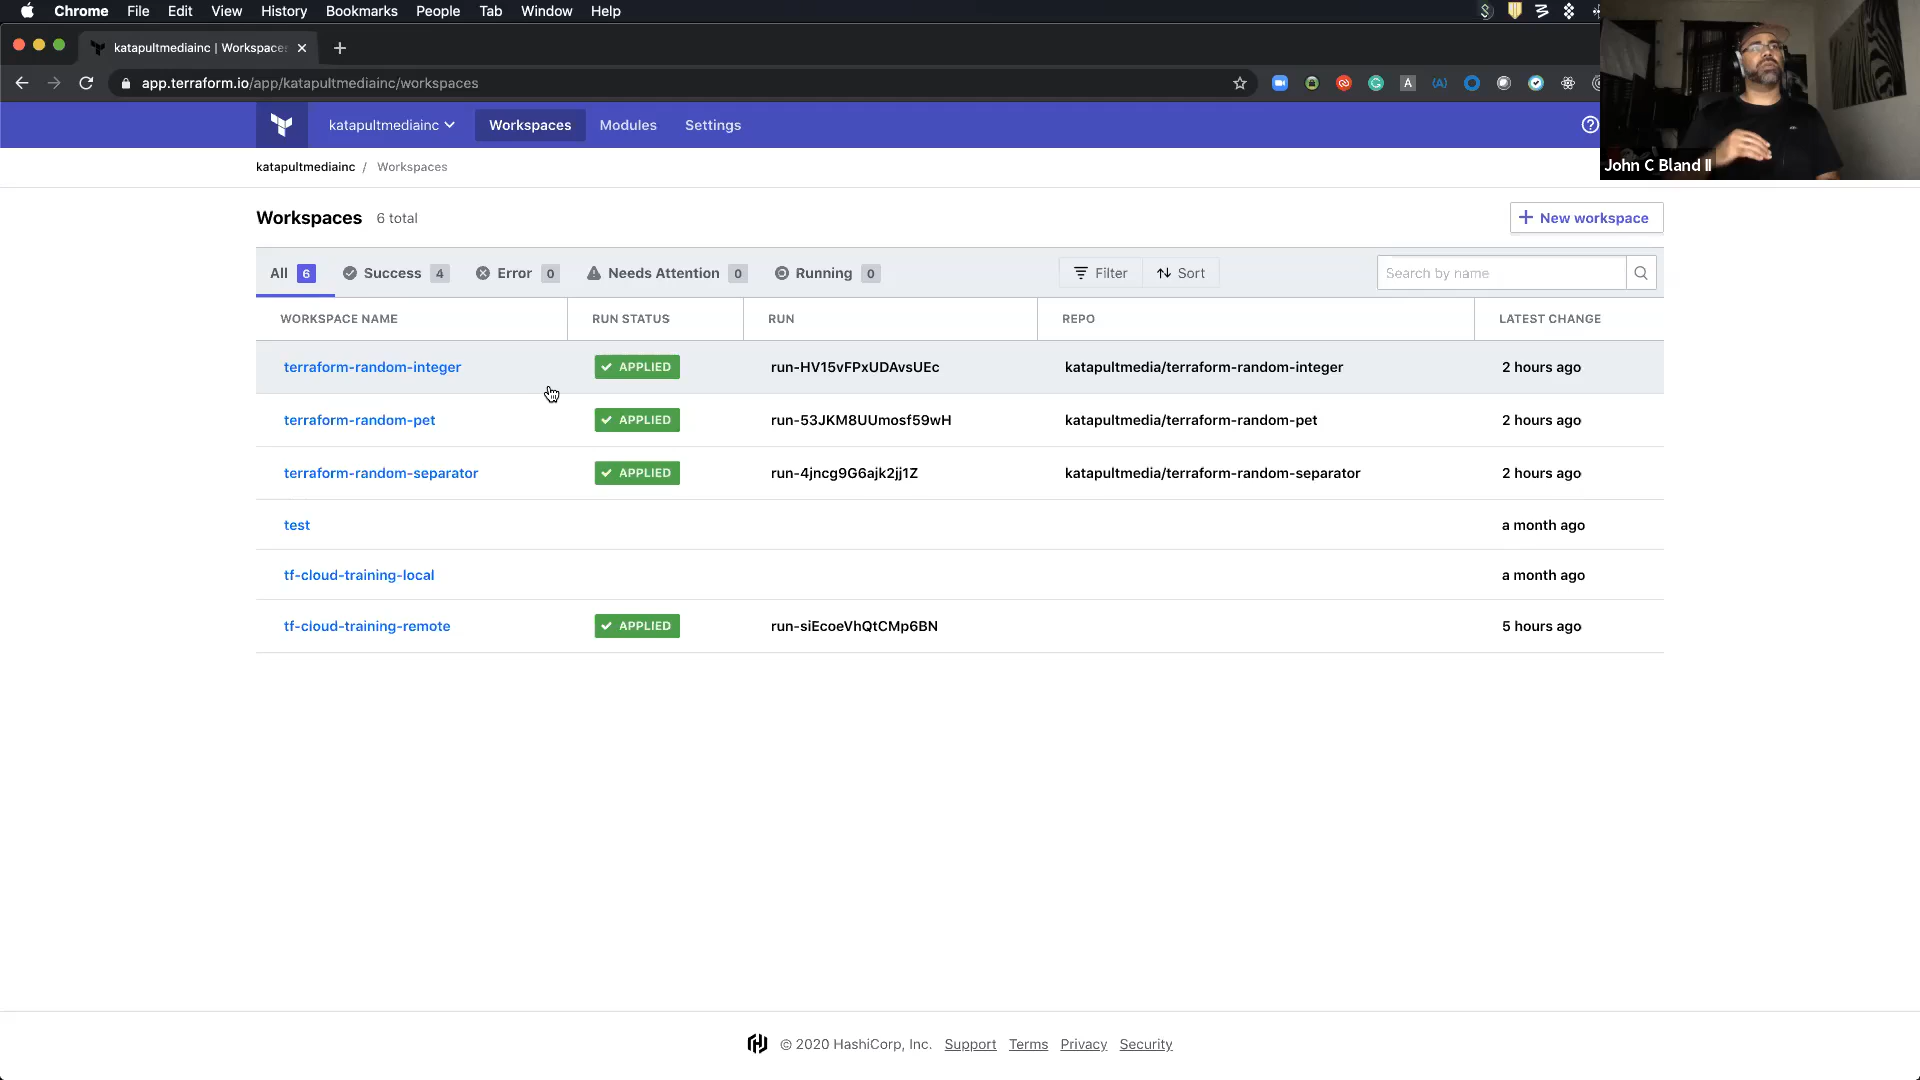 Chrome File Edit View History Bookmarks People Tab Window Help
katapultmediainc | Workspaces
app.terraform.io/app/katapultmediainc/workspaces
katapultmediainc Workspaces Modules Settings
John C Bland II
katapultmediainc / Workspaces
Workspaces 6 total
New workspace
All 6 Success 4 Error 0 Needs Attention 0 Running 0 Filter Sort Search by name
WORKSPACE NAME RUN STATUS RUN REPO LATEST CHANGE
terraform-random-integer APPLIED run-HV15vFPxUDAvsUEc katapultmedia/terraform-random-integer 2 hours ago
terraform-random-pet APPLIED run-53JKM8UUmosf59wH katapultmedia/terraform-random-pet 2 hours ago
terraform-random-separator APPLIED run-4jncg9G6ajk2jj1Z katapultmedia/terraform-random-separator 2 hours ago
test a month ago
tf-cloud-training-local a month ago
tf-cloud-training-remote APPLIED run-siEcoeVhQtCMp6BN 5 hours ago
© 2020 HashiCorp, Inc. Support Terms Privacy Security